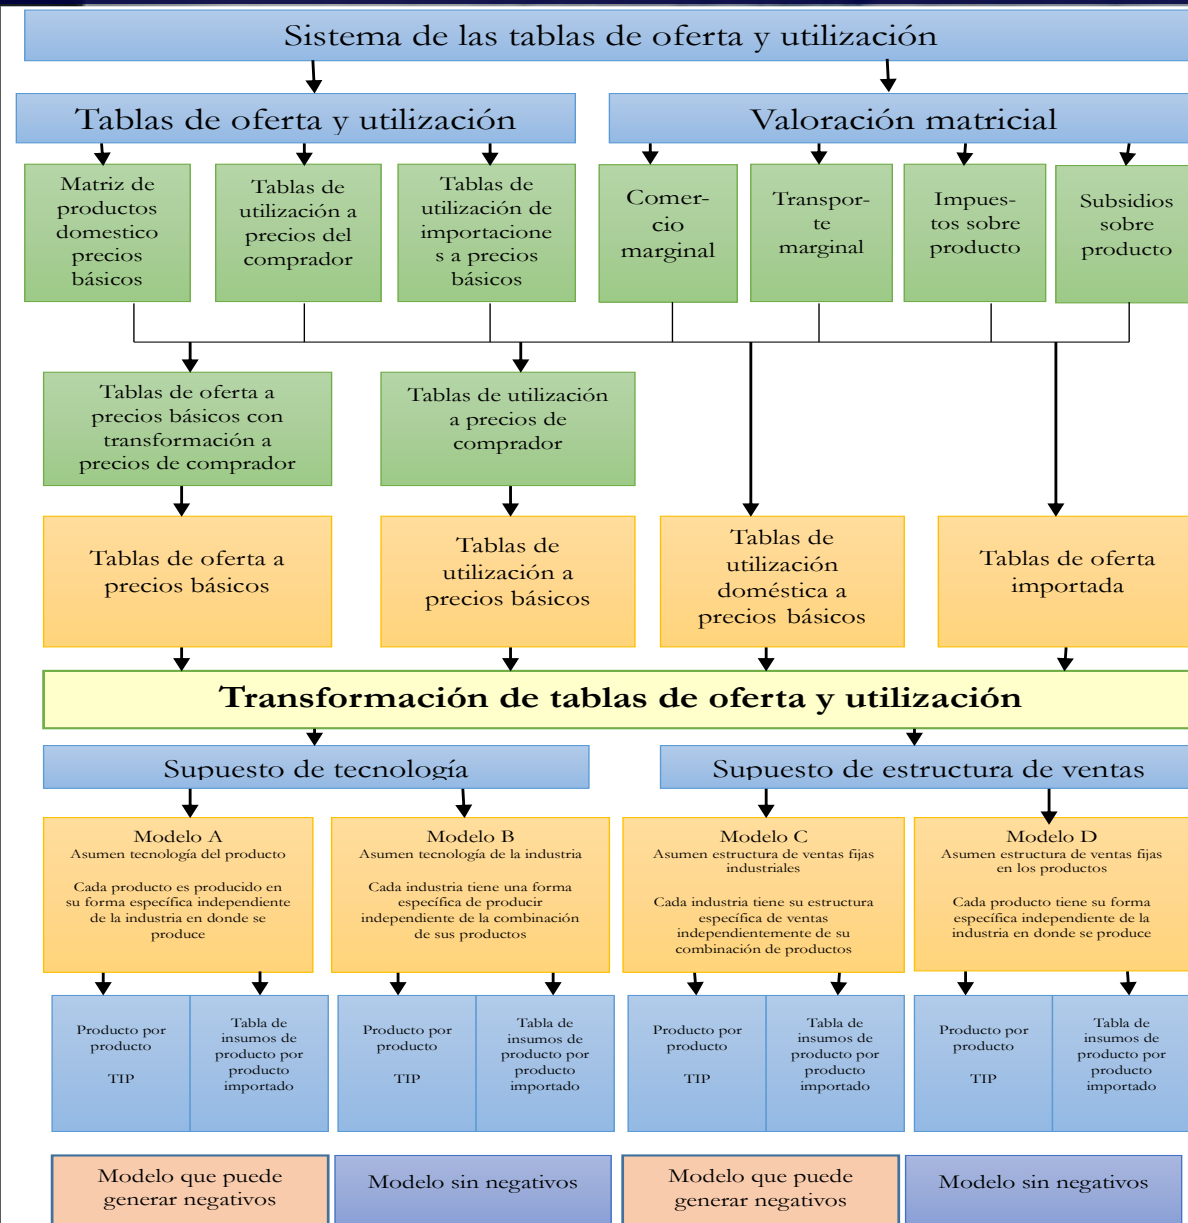 Sistema de las tablas de oferta y utilización
Tablas de oferta y utilización
Valoración matricial
Matriz de
productos
domestico
precios
básicos
Tablas de
utilización a
precios del
comprador
Tablas de
utilización de
importacione
s a precios
básicos
Comer-
cio
marginal
Transpor-
te
marginal
Impues-
tos sobre
producto
Subsidios
sobre
producto
Tablas de oferta a
precios básicos con
transformación a
precios de comprador
Tablas de utilización
a precios de
comprador
Tablas de oferta a
precios básicos
Tablas de
utilización a
precios básicos
Tablas de
utilización
doméstica a
precios básicos
Tablas de oferta
importada
Transformación de tablas de oferta y utilización
Supuesto de tecnología
Supuesto de estructura de ventas
Modelo A
Asumen tecnología del producto
Cada producto es producido en
su forma específica independiente
de la industria en donde se
produce
Modelo B
Asumen tecnología de la industria
Cada industria tiene una forma
específica de producir
independiente de la combinación
de sus productos
Modelo C
Asumen estructura de ventas fijas
industriales
Cada industria tiene su estructura
específica de ventas
independientemente de su
combinación de productos
Modelo D
Asumen estructura de ventas fijas
en los productos
Cada producto tiene su forma
específica independiente de la
industria en donde se produce
Producto por
producto
TIP
Tabla de
insumos de
producto por
producto
importado
Producto por
producto
TIP
Tabla de
insumos de
producto por
producto
importado
Producto por
producto
TIP
Tabla de
insumos de
producto por
producto
importado
Producto por
producto
TIP
Tabla de
insumos de
producto por
producto
importado
Modelo que puede
generar negativos
Modelo sin negativos
Modelo que puede
generar negativos
Modelo sin negativos